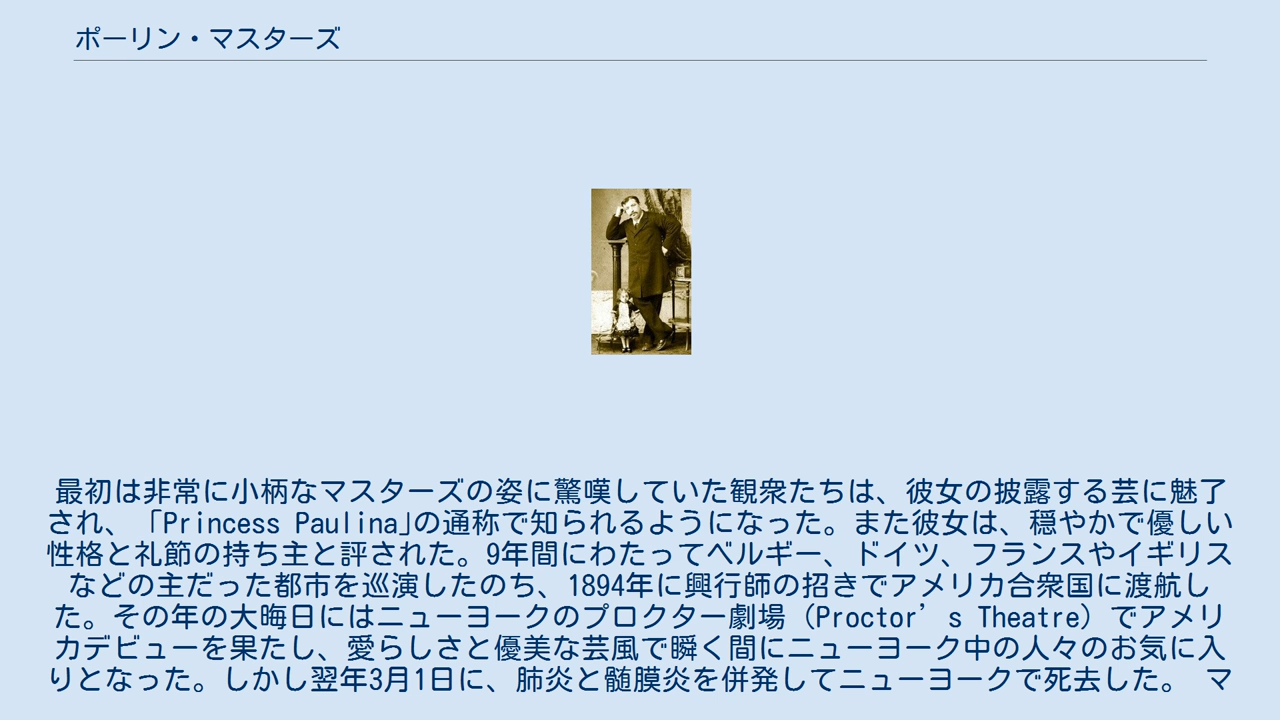 ポーリン・マスターズ
最初は非常に小柄なマスターズの姿に驚嘆していた観衆たちは、彼女の披露する芸に魅了
され、「Princess Paulina」の通称で知られるようになった。また彼女は、穏やかで優しい
性格と礼節の持ち主と評された。9年間にわたってベルギー、ドイツ、フランスやイギリス
などの主だった都市を巡演したのち、1894年に興行師の招きでアメリカ合衆国に渡航し
た。その年の大晦日にはニューヨークのプロクター劇場（Proctor’s Theatre）でアメリ
カデビューを果たし、愛らしさと優美な芸風で瞬く間にニューヨーク中の人々のお気に入
りとなった。しかし翌年3月1日に、肺炎と髄膜炎を併発してニューヨークで死去した。 マ